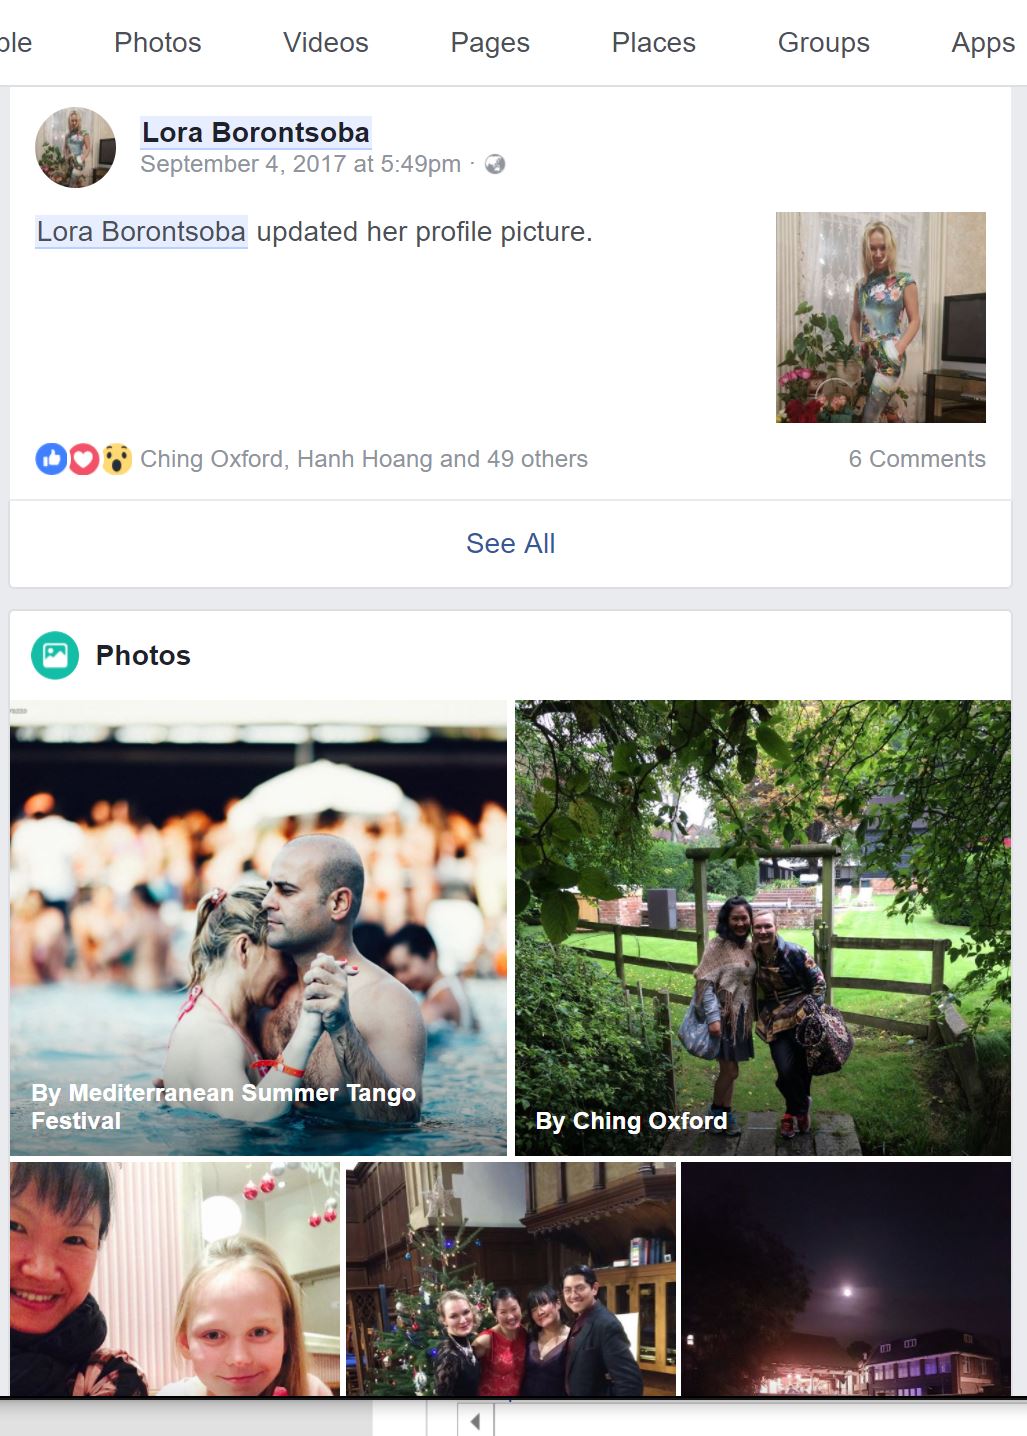 Photos Videos Pages Places Groups Apps
Lora Borontsoba
September 4, 2017 at 5:49pm ·
Lora Borontsoba updated her profile picture.
Ching Oxford, Hanh Hoang and 49 others 6 Comments
See All
Photos
By Mediterranean Summer Tango
Festival
By Ching Oxford